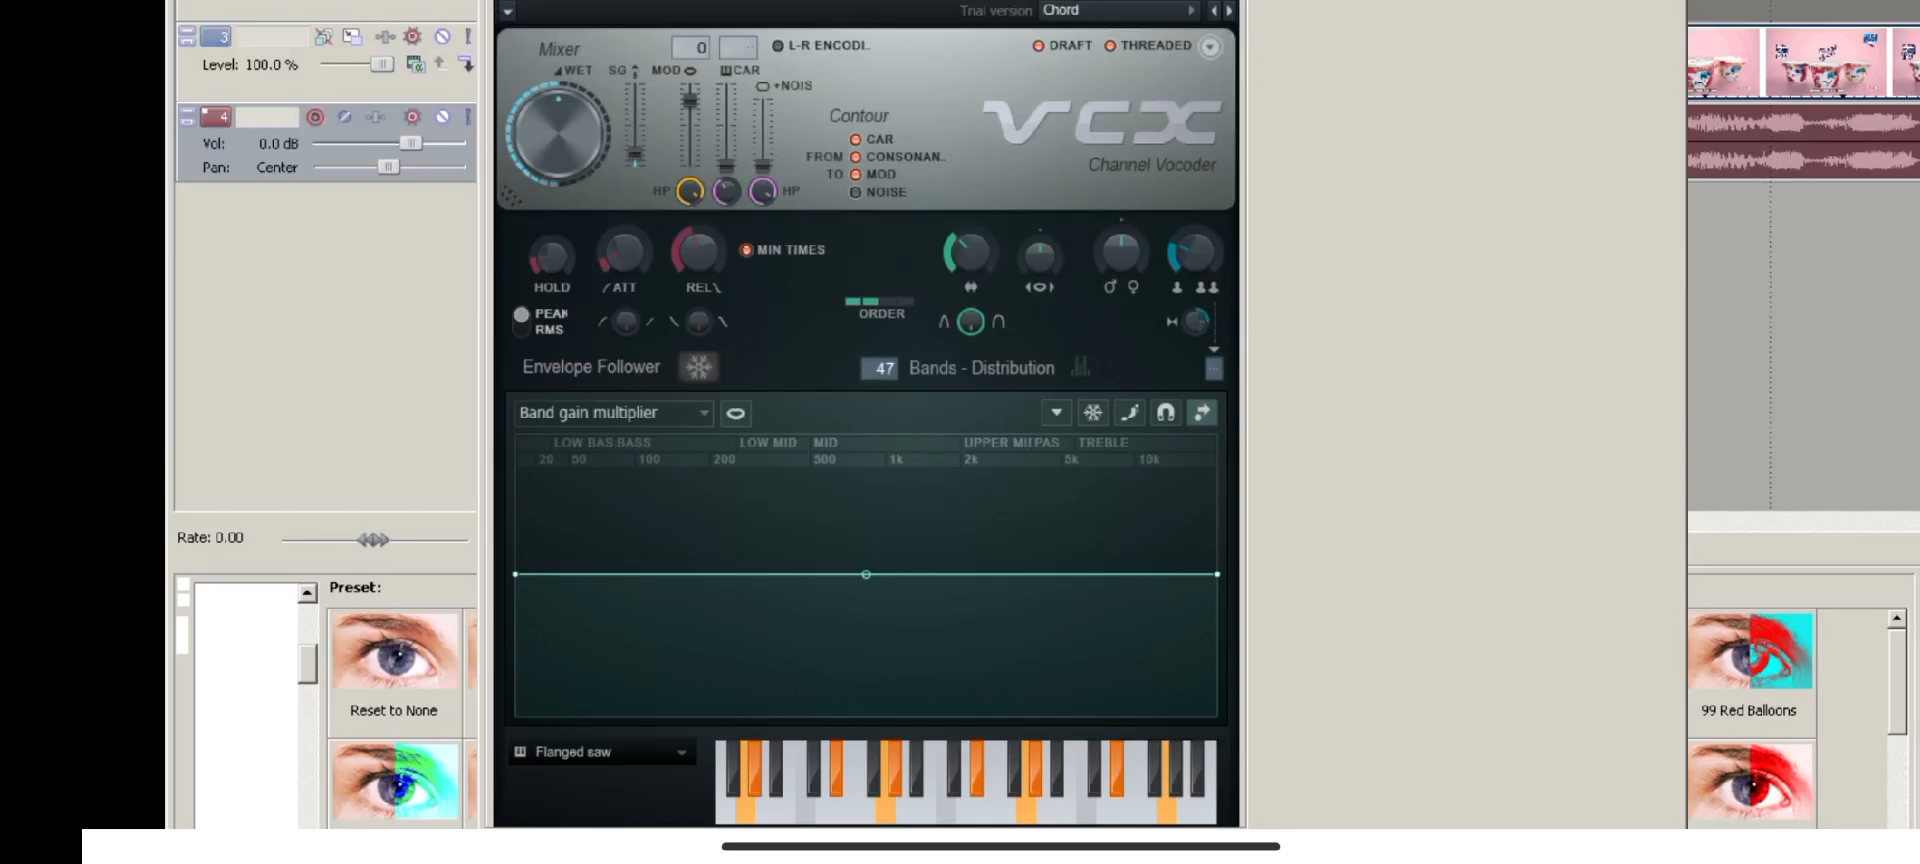 Trial version Chord
3
Level: 100.0 %
4
Vol: 0.0 dB
Pan: Center
Rate: 0.00
Preset:
Reset to None
Mixer
0
L-R ENCODI..
DRAFT THREADED
WET SG MOD CAR
+NOIS
Contour
CAR
FROM CONSONAN..
TO MOD
NOISE
HP HP
VCX
Channel Vocoder
MIN TIMES
HOLD ATT REL
PEAK
RMS
ORDER
Envelope Follower
47 Bands - Distribution
Band gain multiplier
LOW BAS BASS LOW MID MID UPPER MIIPAS TREBLE
20 50 100 200 500 1k 2k 5k 10k
Flanged saw
99 Red Balloons